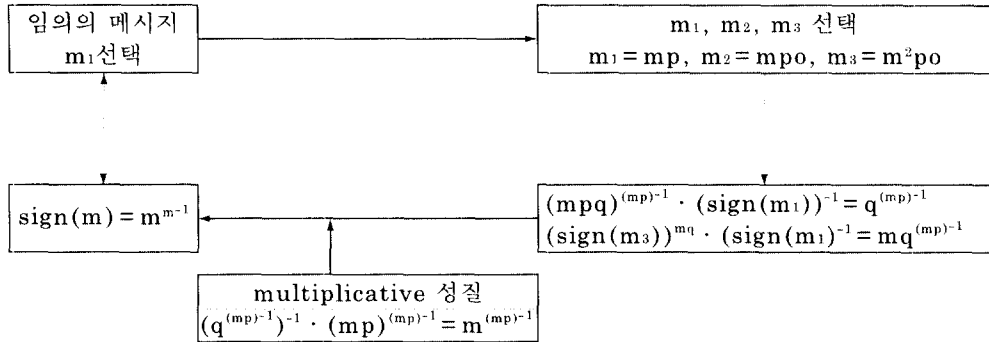 임의의 메시지
m₁선택
m₁, m₂, m₃ 선택
m₁=mp, m₂=mpo, m₃=m²po
sign(m)=m^{m-1}
(mpq)^{(mp)-1}·(sign(m₁))^{-1}=q^{(mp)-1}
(sign(m₃))^{mq}·(sign(m₁)^{-1}=mq^{(mp)-1}
multiplicative 성질
(q^{(mp)-1})^{-1}·(mp)^{(mp)-1}=m^{(mp)-1}